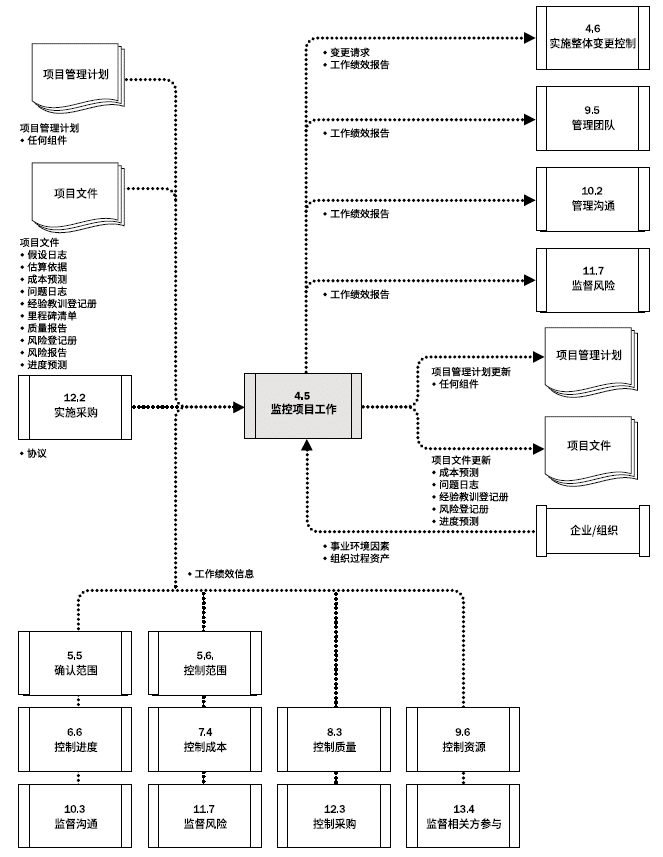 项目管理计划
项目管理计划
• 任何组件
项目文件
项目文件
• 假设日志
• 估算依据
• 成本预测
• 问题日志
• 经验教训登记册
• 里程碑清单
• 质量报告
• 风险登记册
• 风险报告
• 进度预测
12.2
实施采购
• 协议
4.5
监控项目工作
• 变更请求
• 工作绩效报告
4.6
实施整体变更控制
• 工作绩效报告
9.5
管理团队
• 工作绩效报告
10.2
管理沟通
• 工作绩效报告
11.7
监督风险
项目管理计划更新
• 任何组件
项目管理计划
项目文件更新
• 成本预测
• 问题日志
• 经验教训登记册
• 风险登记册
• 进度预测
项目文件
企业/组织
• 事业环境因素
• 组织过程资产
• 工作绩效信息
5.5
确认范围
5.6.
控制范围
6.6
控制进度
7.4
控制成本
8.3
控制质量
9.6
控制资源
10.3
监督沟通
11.7
监督风险
12.3
控制采购
13.4
监督相关方参与